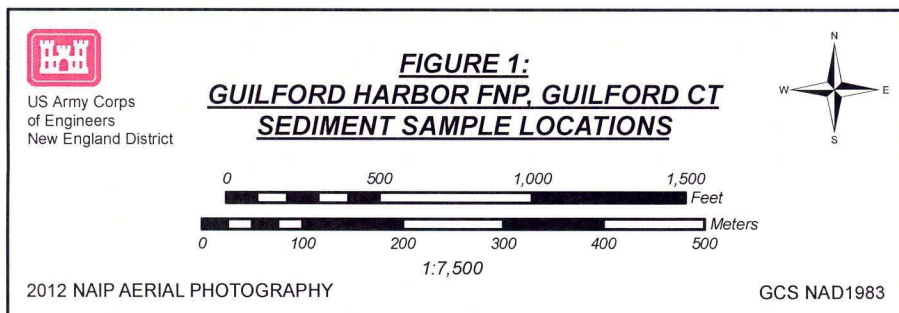 FIGURE 1:
GUILFORD HARBOR FNP, GUILFORD CT
SEDIMENT SAMPLE LOCATIONS
US Army Corps
of Engineers
New England District
N
W E
S
0 500 1,000 1,500
Feet
Meters
0 100 200 300 400 500
1:7,500
2012 NAIP AERIAL PHOTOGRAPHY GCS NAD1983